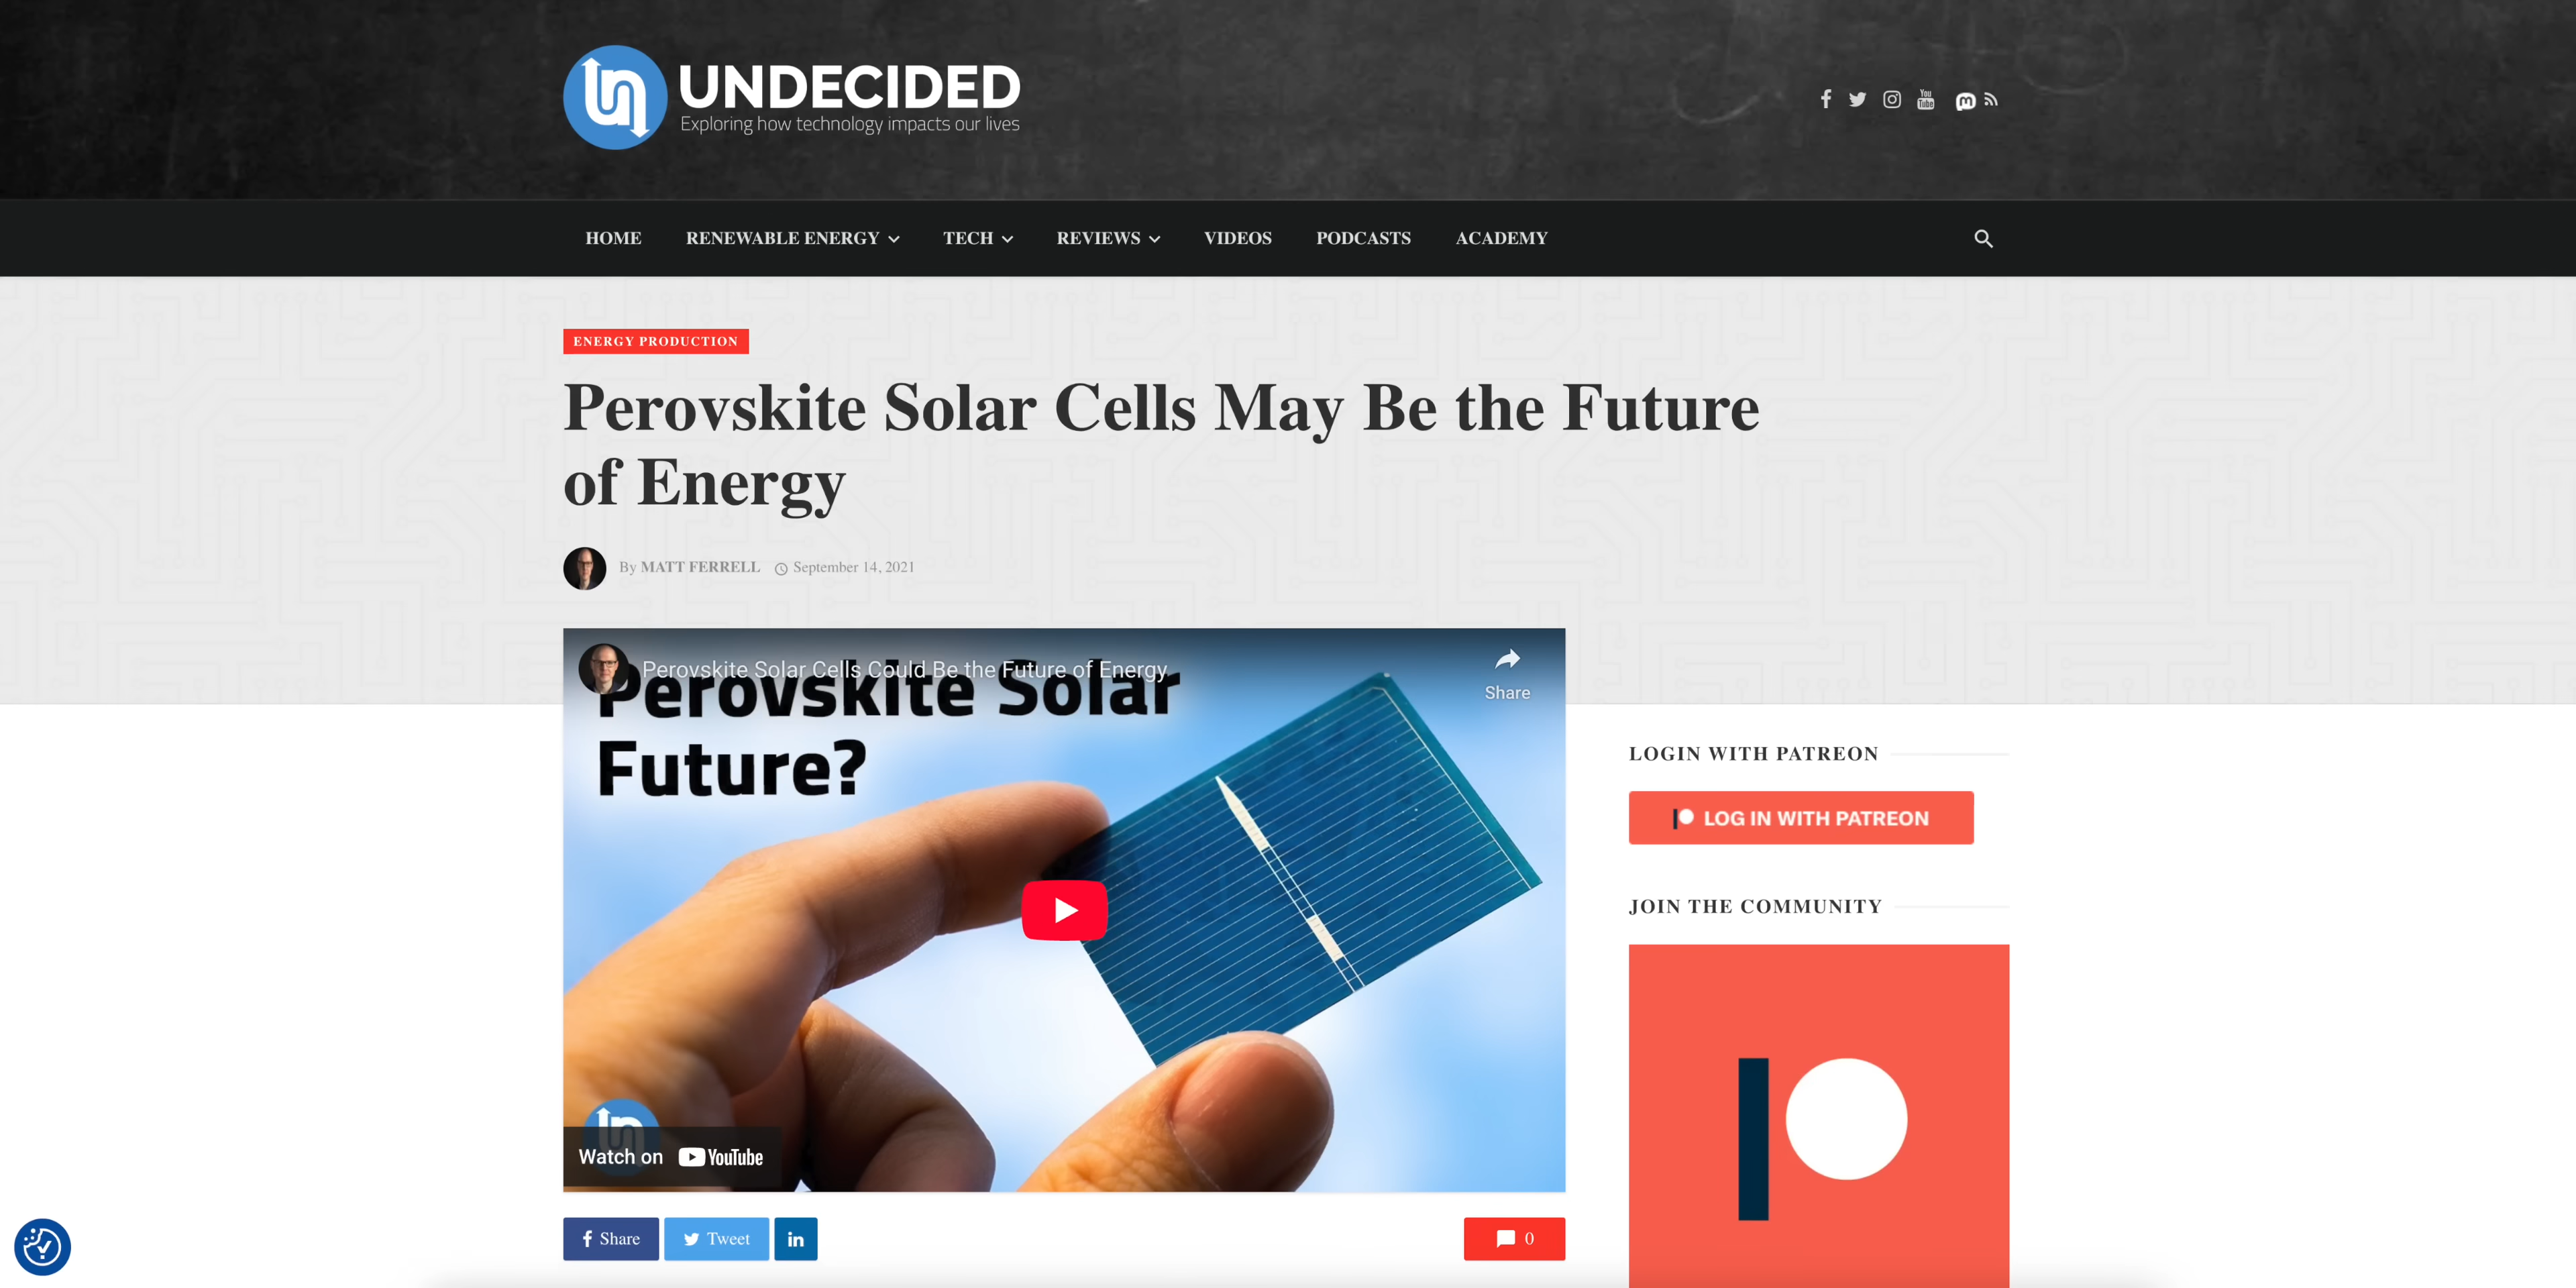 UNDECIDED
Exploring how technology impacts our lives
You Tube
HOME RENEWABLE ENERGY TECH REVIEWS VIDEOS PODCASTS ACADEMY
ENERGY PRODUCTION
Perovskite Solar Cells May Be the Future
of Energy
By MATT FERRELL September 14, 2021
Perovskite Solar Cells Could Be the Future of Energy
Share
Perovskite Solar
Future?
Watch on YouTube
Share Tweet in 0
LOGIN WITH PATREON
LOG IN WITH PATREON
JOIN THE COMMUNITY